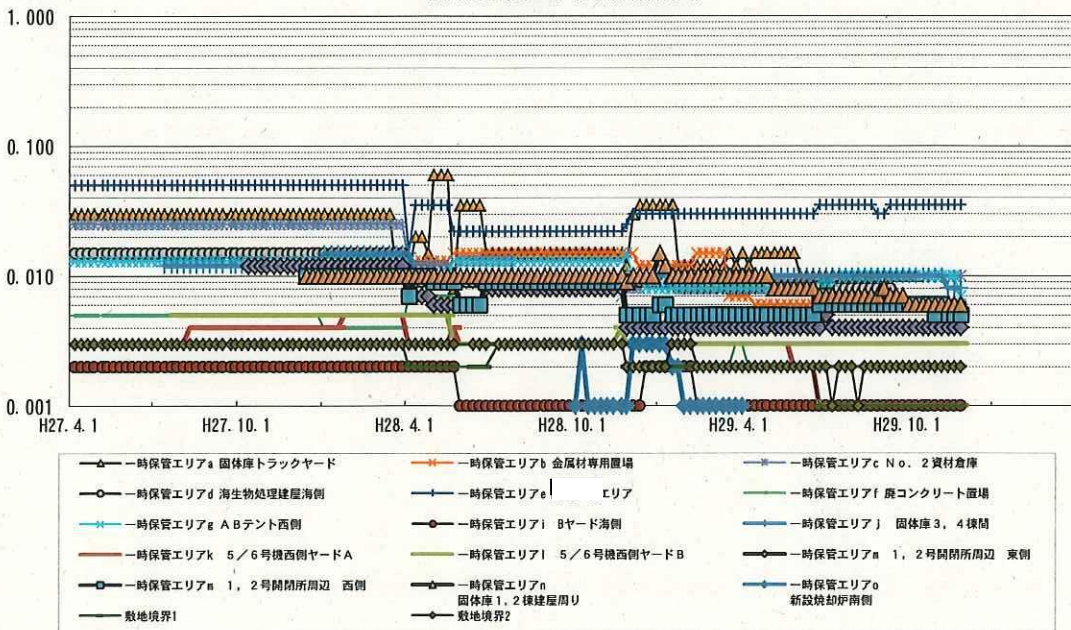 1.000
0.100
0.010
0.001
H27.4.1 H27.10.1 H28.4.1 H28.10.1 H29.4.1 H29.10.1
一時保管エリアa 固体庫トラックヤード 一時保管エリアb 金属材専用置場 一時保管エリアc No.2資材倉庫
一時保管エリアd 海生物処理建屋海側 一時保管エリアe エリア 一時保管エリアf 廃コンクリート置場
一時保管エリアg ABテント西側 一時保管エリアi Bヤード海側 一時保管エリアj 固体庫3,4棟間
一時保管エリアk 5/6号機西側ヤードA 一時保管エリアl 5/6号機西側ヤードB 一時保管エリアm 1,2号開閉所周辺 東側
一時保管エリアm 1,2号開閉所周辺 西側 一時保管エリアn 一時保管エリアo
固体庫1,2棟建屋周り 新設焼却炉南側
敷地境界1 敷地境界2